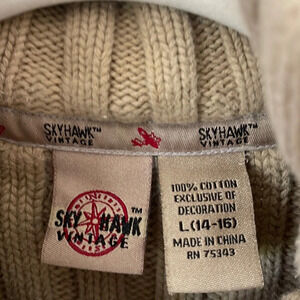 SKYHAWK™
VINTAGE
SKYHAWK™
VINTAGE
SKY HAWK™
VINTAGE
100% COTTON
EXCLUSIVE OF
DECORATION
L (14-16)
MADE IN CHINA
RN 75343